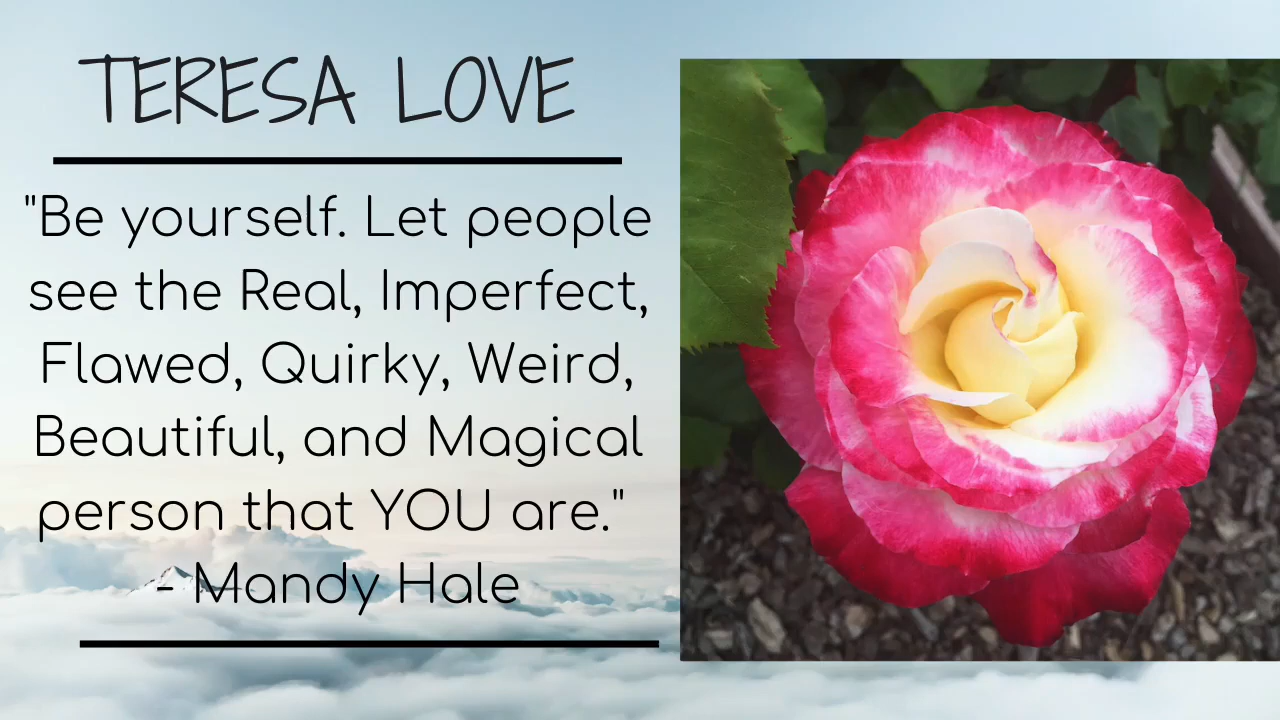 TERESA LOVE
"Be yourself. Let people
see the Real, Imperfect,
Flawed, Quirky, Weird,
Beautiful, and Magical
person that YOU are."
- Mandy Hale